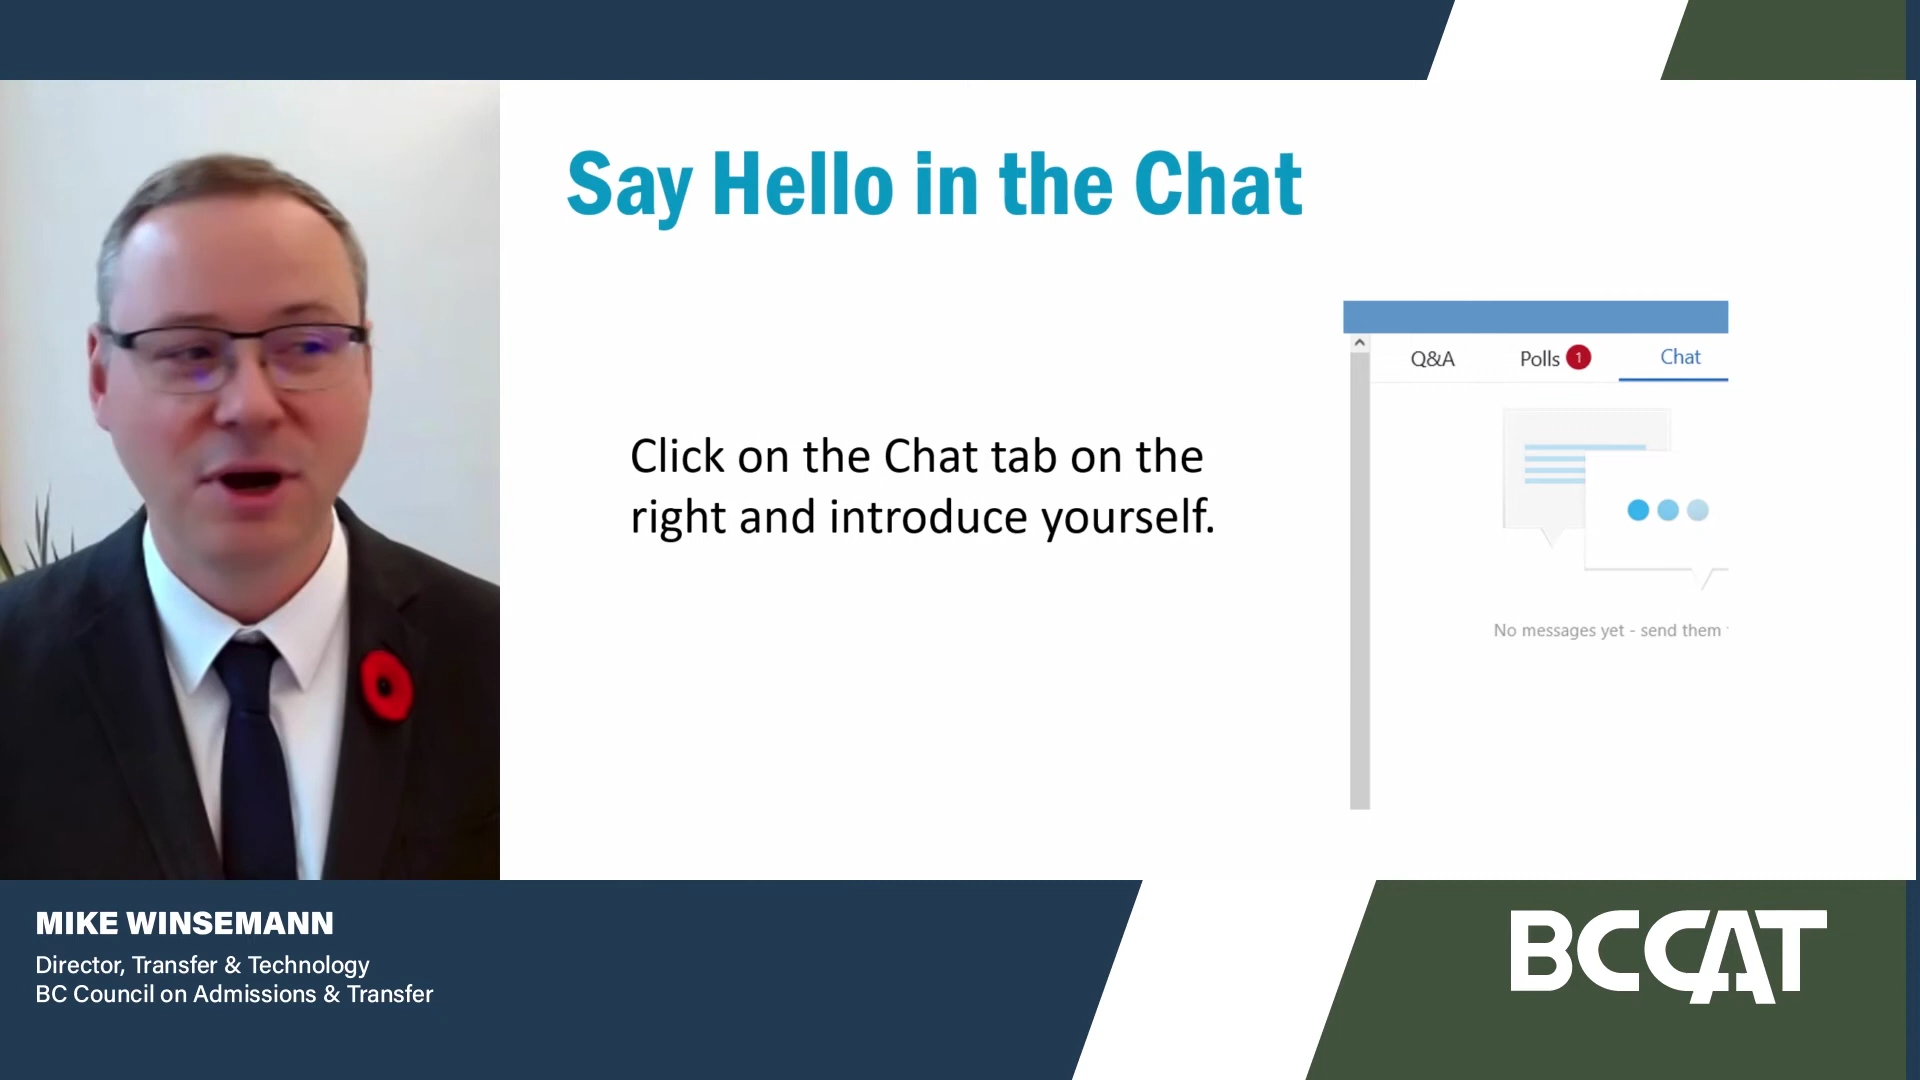 Say Hello in the Chat
Click on the Chat tab on the
right and introduce yourself.
Q&A Polls 1 Chat
No messages yet - send them
MIKE WINSEMANN
Director, Transfer & Technology
BC Council on Admissions & Transfer
BCCAT